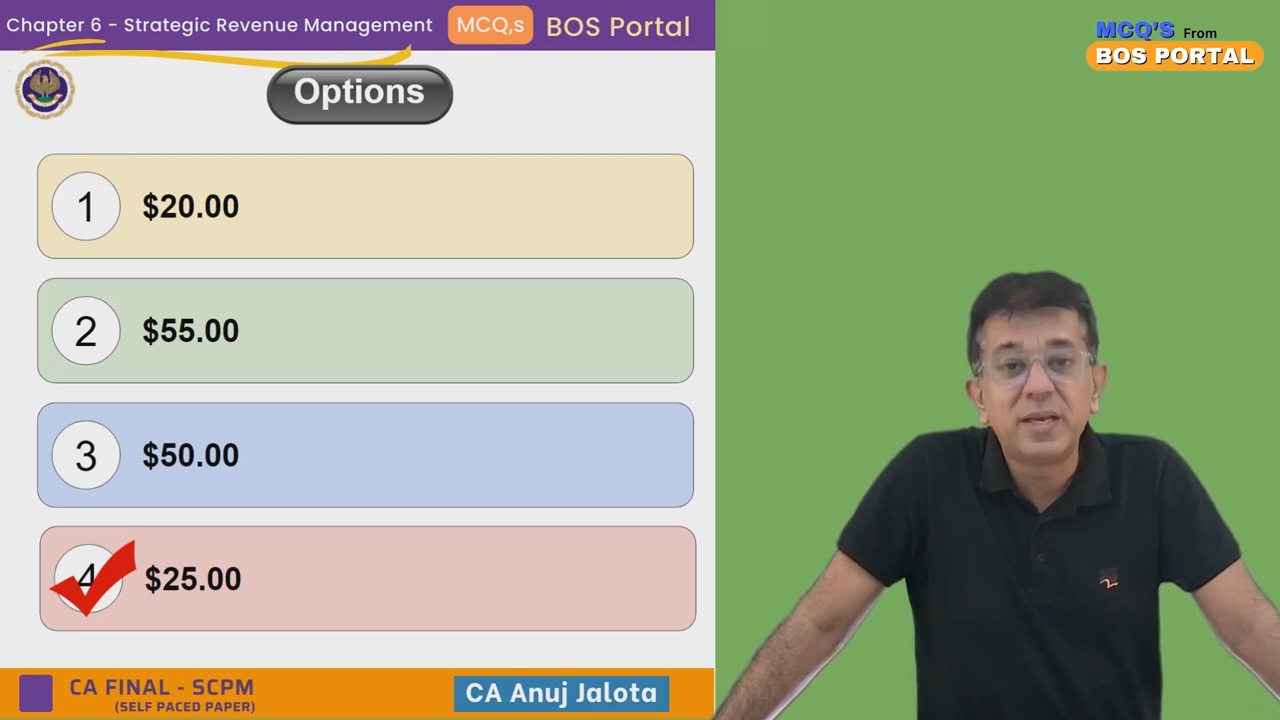 Chapter 6 - Strategic Revenue Management MCQ,s BOS Portal
MCQ'S From
BOS PORTAL
Options
1 $20.00
2 $55.00
3 $50.00
4 $25.00
CA FINAL - SCPM
(SELF PACED PAPER)
CA Anuj Jalota